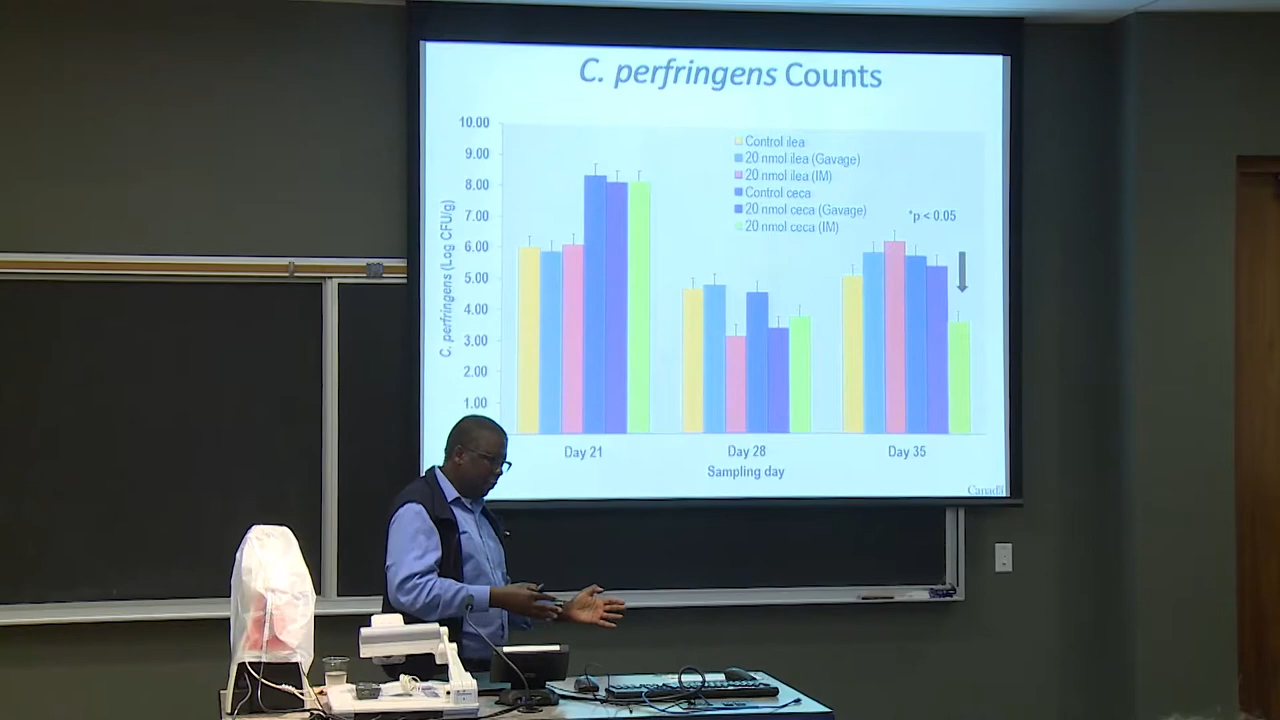 C. perfringens Counts
10.00
9.00
8.00
7.00
6.00
5.00
4.00
3.00
2.00
1.00
C. perfringens (Log CFU/g)
Control ilea
20 nmol ilea (Gavage)
20 nmol ilea (IM)
Control ceca
20 nmol ceca (Gavage)
20 nmol ceca (IM)
*p < 0.05
Day 21
Day 28
Day 35
Sampling day
Canada